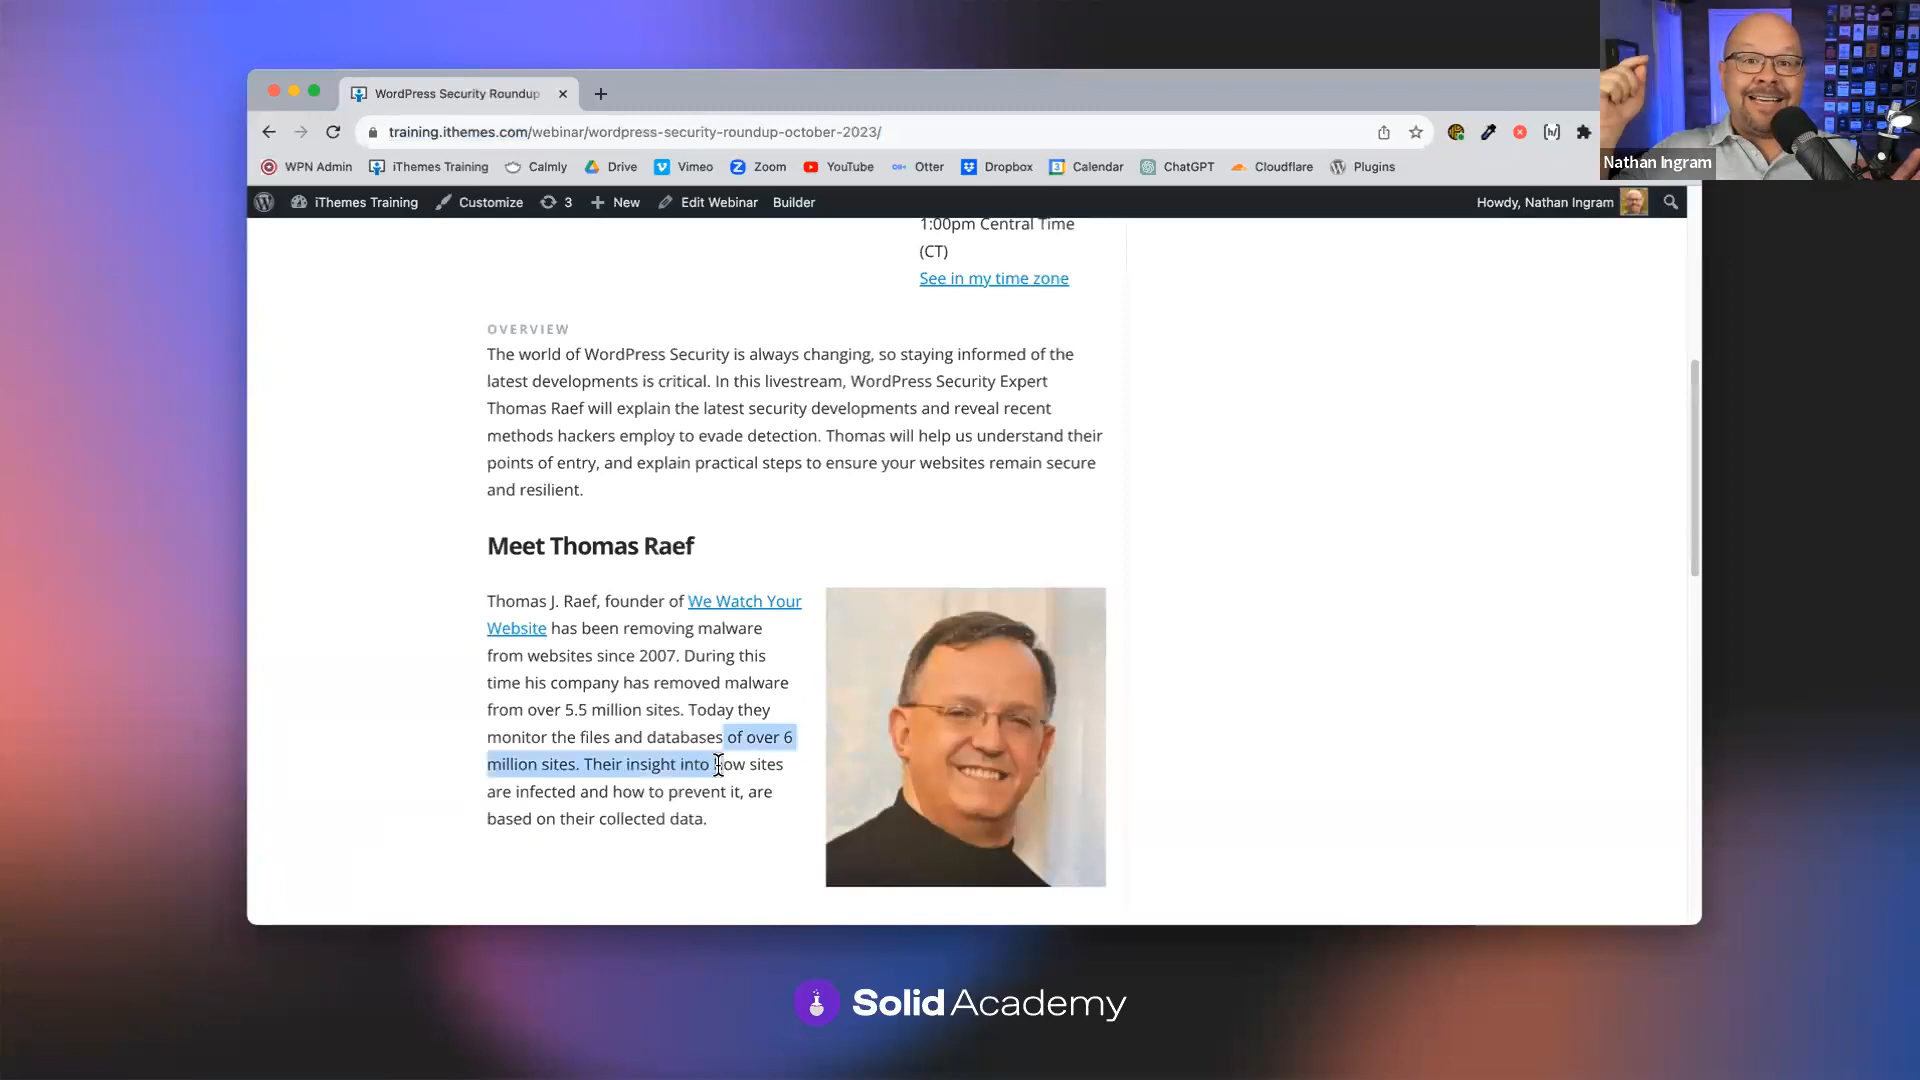 WordPress Security Roundup
training.ithemes.com/webinar/wordpress-security-roundup-october-2023/
WPN Admin iThemes Training Calmly Drive Vimeo Zoom YouTube Otter Dropbox Calendar ChatGPT Cloudflare Plugins
Nathan Ingram
iThemes Training Customize 3 New Edit Webinar Builder Howdy, Nathan Ingram
1:00pm Central Time
(CT)
See in my time zone
OVERVIEW
The world of WordPress Security is always changing, so staying informed of the
latest developments is critical. In this livestream, WordPress Security Expert
Thomas Raef will explain the latest security developments and reveal recent
methods hackers employ to evade detection. Thomas will help us understand their
points of entry, and explain practical steps to ensure your websites remain secure
and resilient.
Meet Thomas Raef
Thomas J. Raef, founder of We Watch Your
Website has been removing malware
from websites since 2007. During this
time his company has removed malware
from over 5.5 million sites. Today they
monitor the files and databases of over 6
million sites. Their insight into how sites
are infected and how to prevent it, are
based on their collected data.
Solid Academy